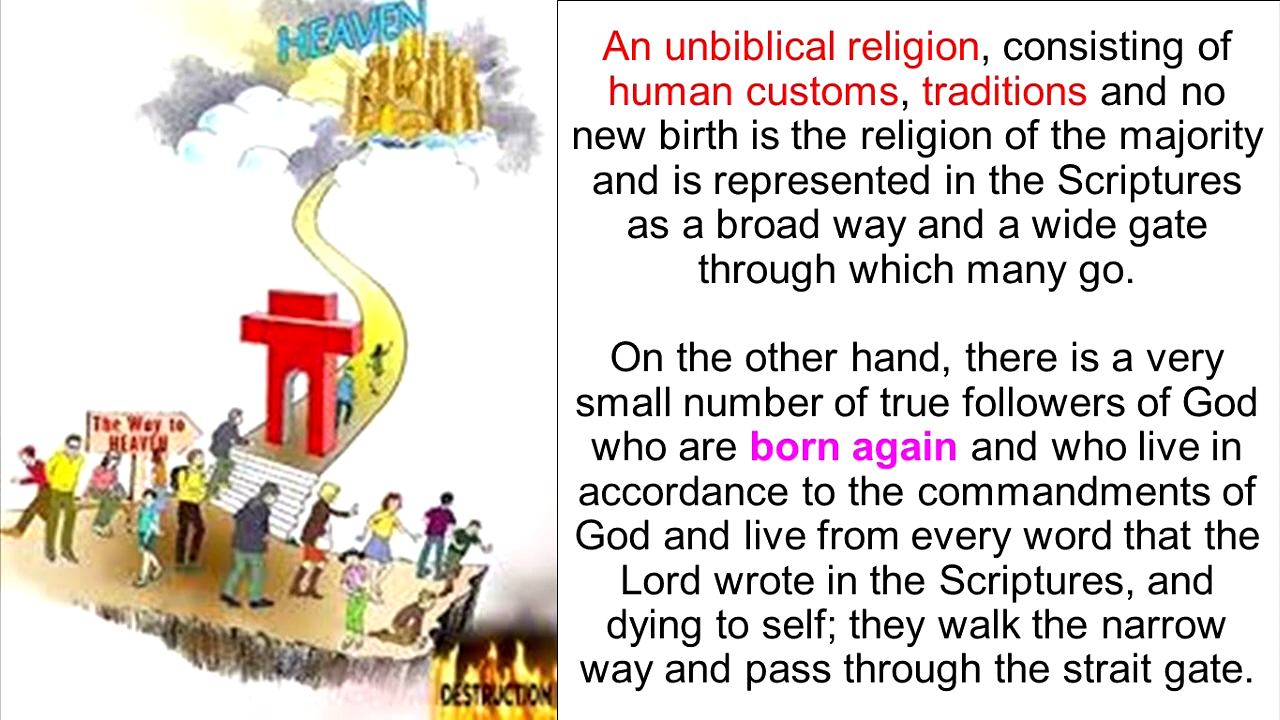 HEAVEN
The Way to
HEAVEN
DESTRUCTION
An unbiblical religion, consisting of
human customs, traditions and no
new birth is the religion of the majority
and is represented in the Scriptures
as a broad way and a wide gate
through which many go.
On the other hand, there is a very
small number of true followers of God
who are born again and who live in
accordance to the commandments of
God and live from every word that the
Lord wrote in the Scriptures, and
dying to self; they walk the narrow
way and pass through the strait gate.